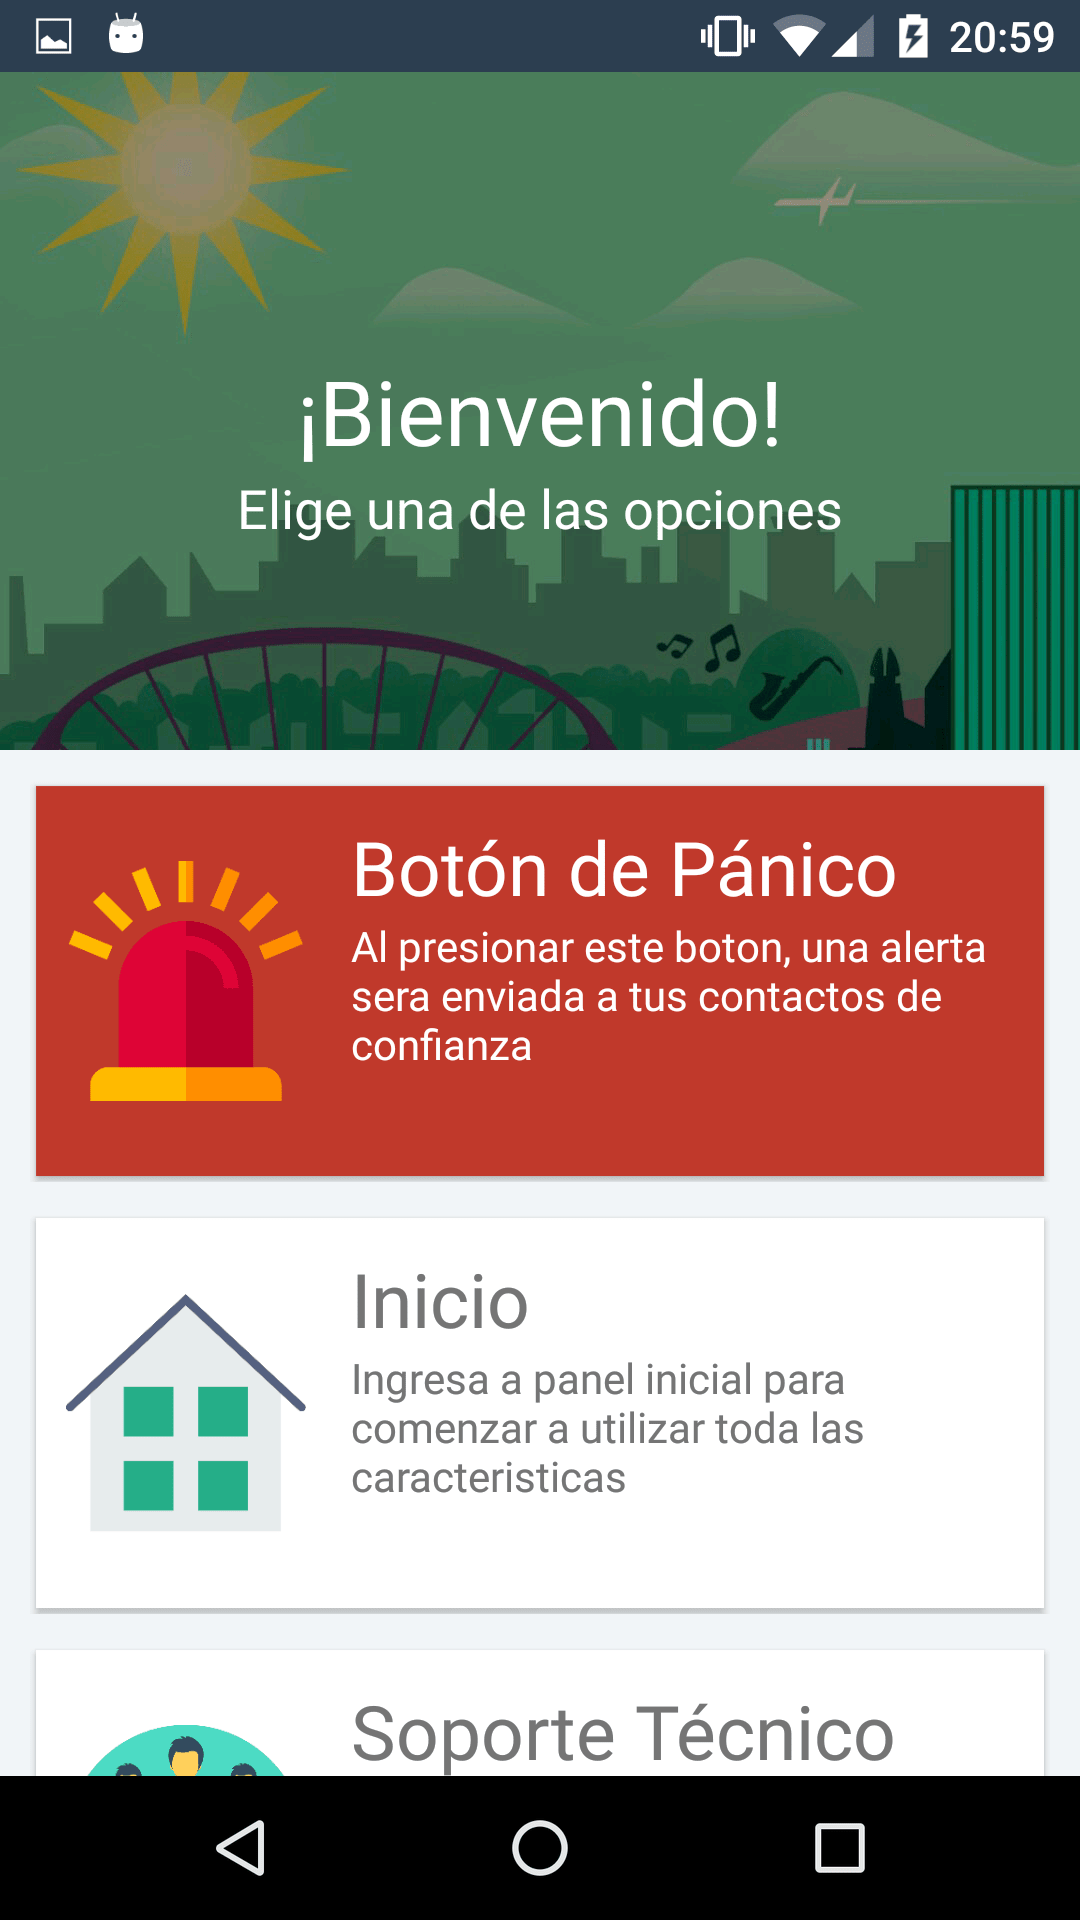 20:59
¡Bienvenido!
Elige una de las opciones
Botón de Pánico
Al presionar este boton, una alerta
sera enviada a tus contactos de
confianza
Inicio
Ingresa a panel inicial para
comenzar a utilizar toda las
caracteristicas
Soporte Técnico